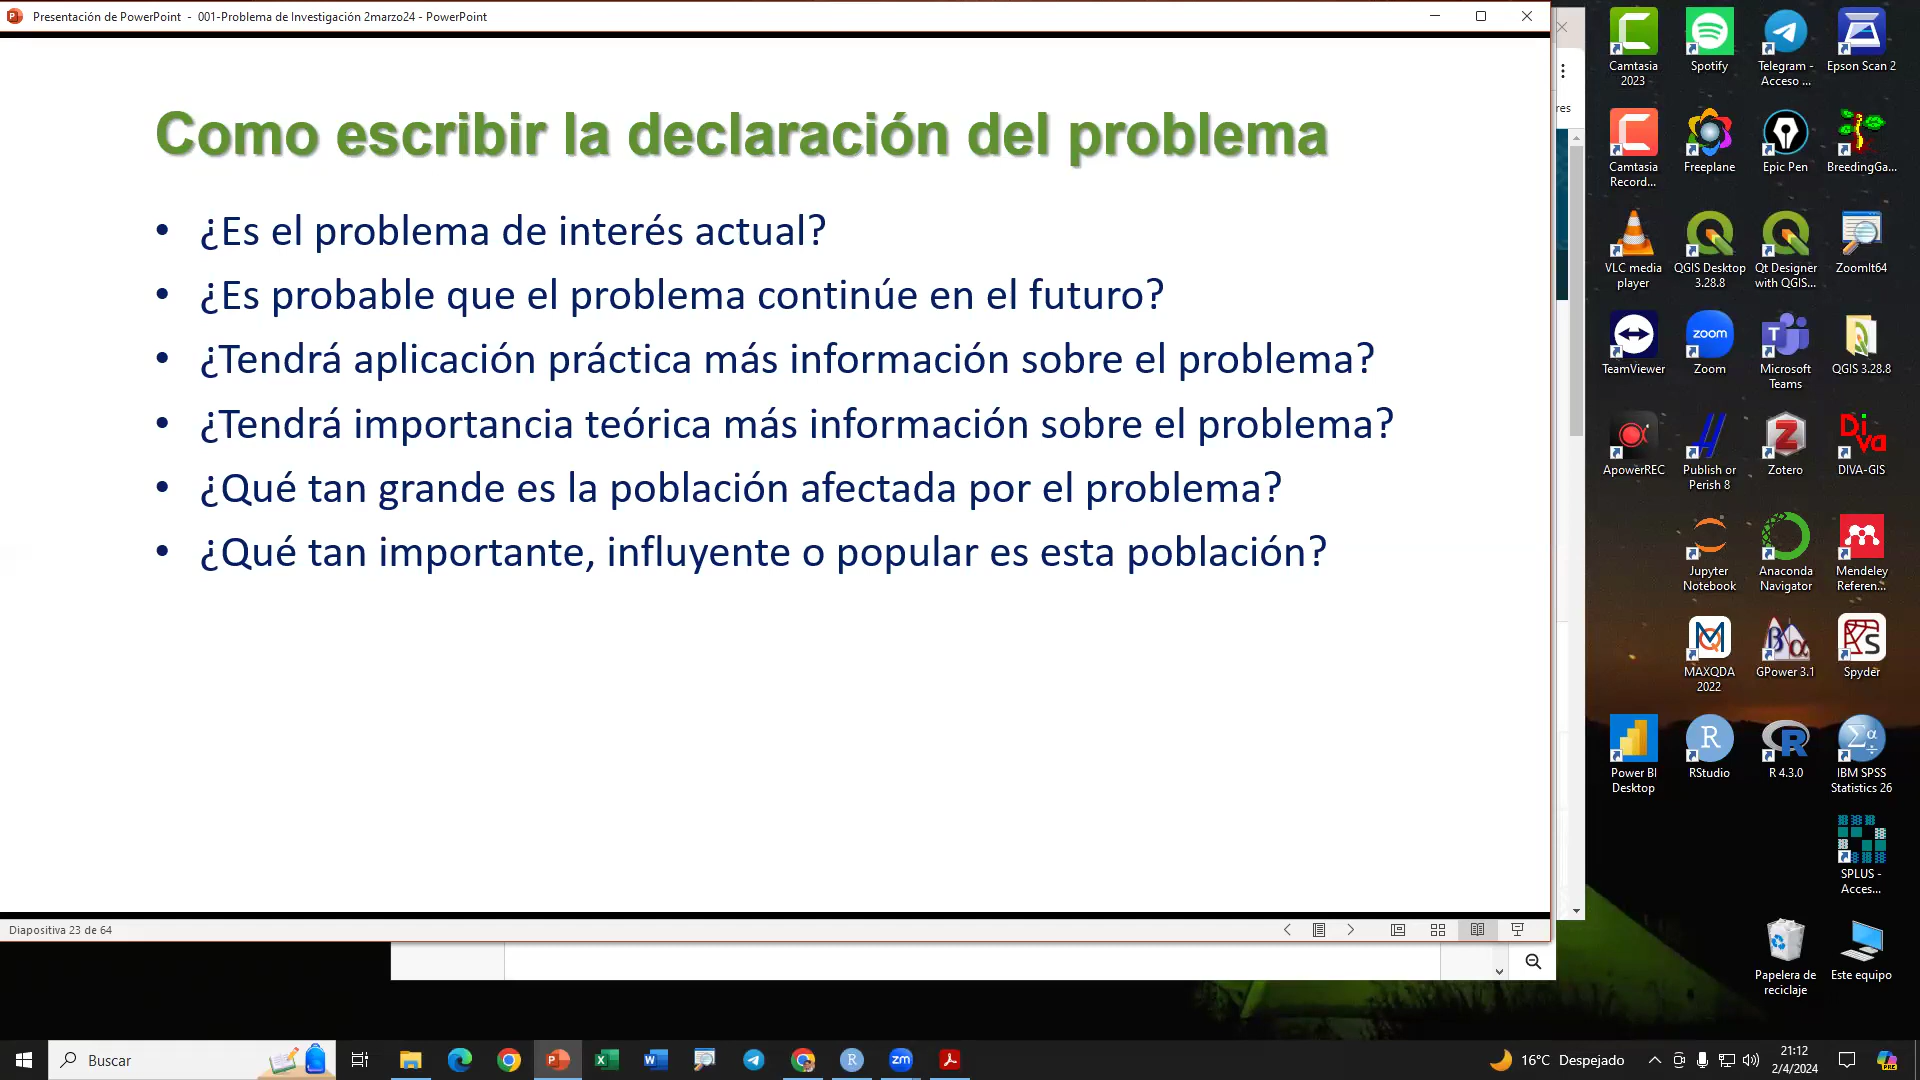 Presentación de PowerPoint - 001-Problema de Investigación 2marzo24 - PowerPoint
Como escribir la declaración del problema
• ¿Es el problema de interés actual?
• ¿Es probable que el problema continúe en el futuro?
• ¿Tendrá aplicación práctica más información sobre el problema?
• ¿Tendrá importancia teórica más información sobre el problema?
• ¿Qué tan grande es la población afectada por el problema?
• ¿Qué tan importante, influyente o popular es esta población?
Diapositiva 23 de 64
res
Camtasia
2023
Spotify
Telegram -
Acceso ...
Epson Scan 2
Camtasia
Record...
Freeplane
Epic Pen
BreedingGa...
VLC media
player
QGIS Desktop
3.28.8
Qt Designer
with QGIS...
ZoomIt64
TeamViewer
zoom
Zoom
Microsoft
Teams
QGIS 3.28.8
ApowerREC
Publish or
Perish 8
Zotero
Diva
DIVA-GIS
Jupyter
Notebook
Anaconda
Navigator
Mendeley
Referen...
MAXQDA
2022
GPower 3.1
Spyder
Power BI
Desktop
RStudio
R 4.3.0
IBM SPSS
Statistics 26
SPLUS -
Acces...
Papelera de
reciclaje
Este equipo
Buscar
zm
16°C Despejado
21:12
2/4/2024